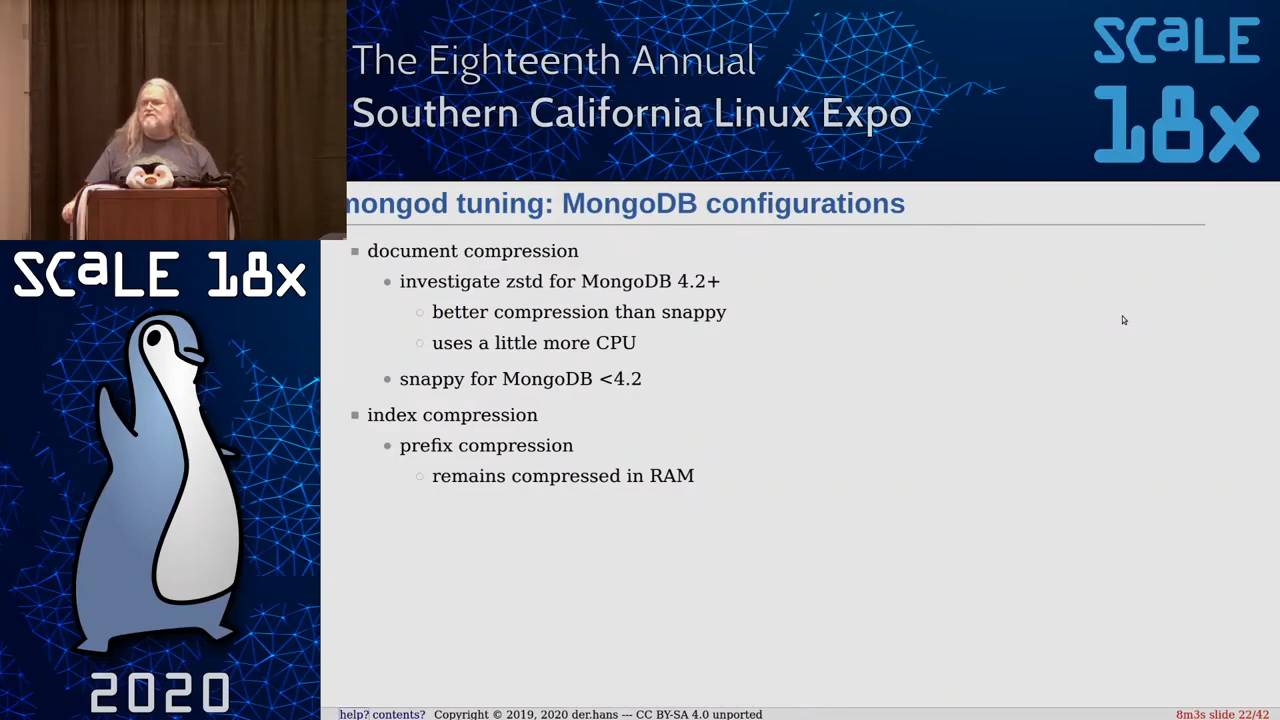 The Eighteenth Annual
Southern California Linux Expo
SCaLE
18x
mongod tuning: MongoDB configurations
document compression
investigate zstd for MongoDB 4.2+
better compression than snappy
uses a little more CPU
snappy for MongoDB <4.2
index compression
prefix compression
remains compressed in RAM
SCaLE 18x
2020
help? contents? Copyright © 2019, 2020 der.hans --- CC BY-SA 4.0 unported
8m3s slide 22/42